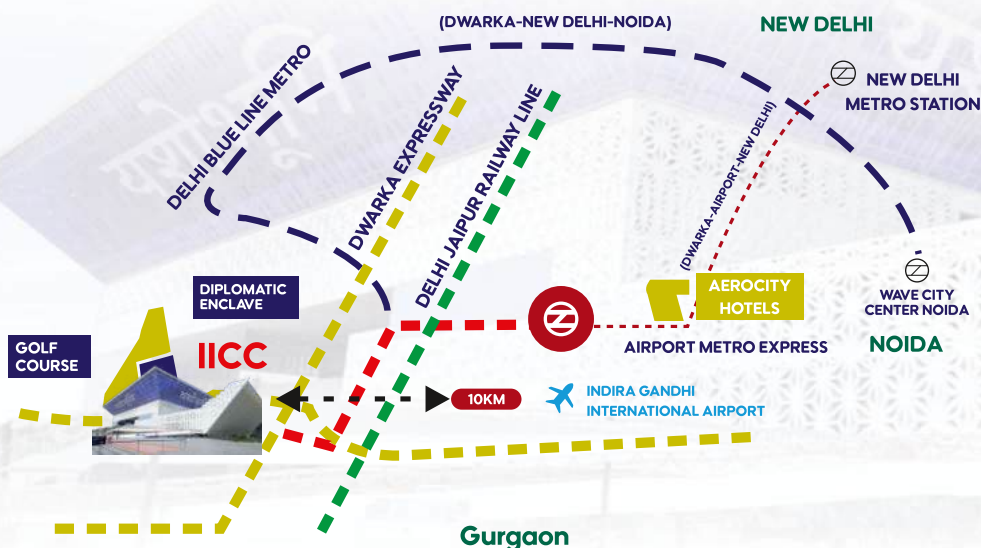 (DWARKA-NEW DELHI-NOIDA)
NEW DELHI
DELHI BLUE LINE METRO
DWARKA EXPRESSWAY
DELHI JAIPUR RAILWAY LINE
(DWARKA-AIRPORT-NEW DELHI)
NEW DELHI
METRO STATION
DIPLOMATIC
ENCLAVE
AEROCITY
HOTELS
WAVE CITY
CENTER NOIDA
GOLF
COURSE
IICC
AIRPORT METRO EXPRESS
NOIDA
10KM
INDIRA GANDHI
INTERNATIONAL AIRPORT
Gurgaon